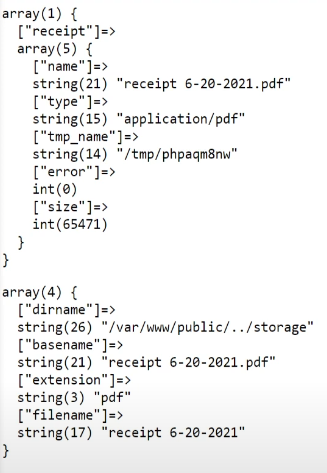 array(1) {
["receipt"]=>
array(5) {
["name"]=>
string(21) "receipt 6-20-2021.pdf"
["type"]=>
string(15) "application/pdf"
["tmp_name"]=>
string(14) "/tmp/phpaqm8nw"
["error"]=>
int(0)
["size"]=>
int(65471)
}
}
array(4) {
["dirname"]=>
string(26) "/var/www/public/../storage"
["basename"]=>
string(21) "receipt 6-20-2021.pdf"
["extension"]=>
string(3) "pdf"
["filename"]=>
string(17) "receipt 6-20-2021"
}